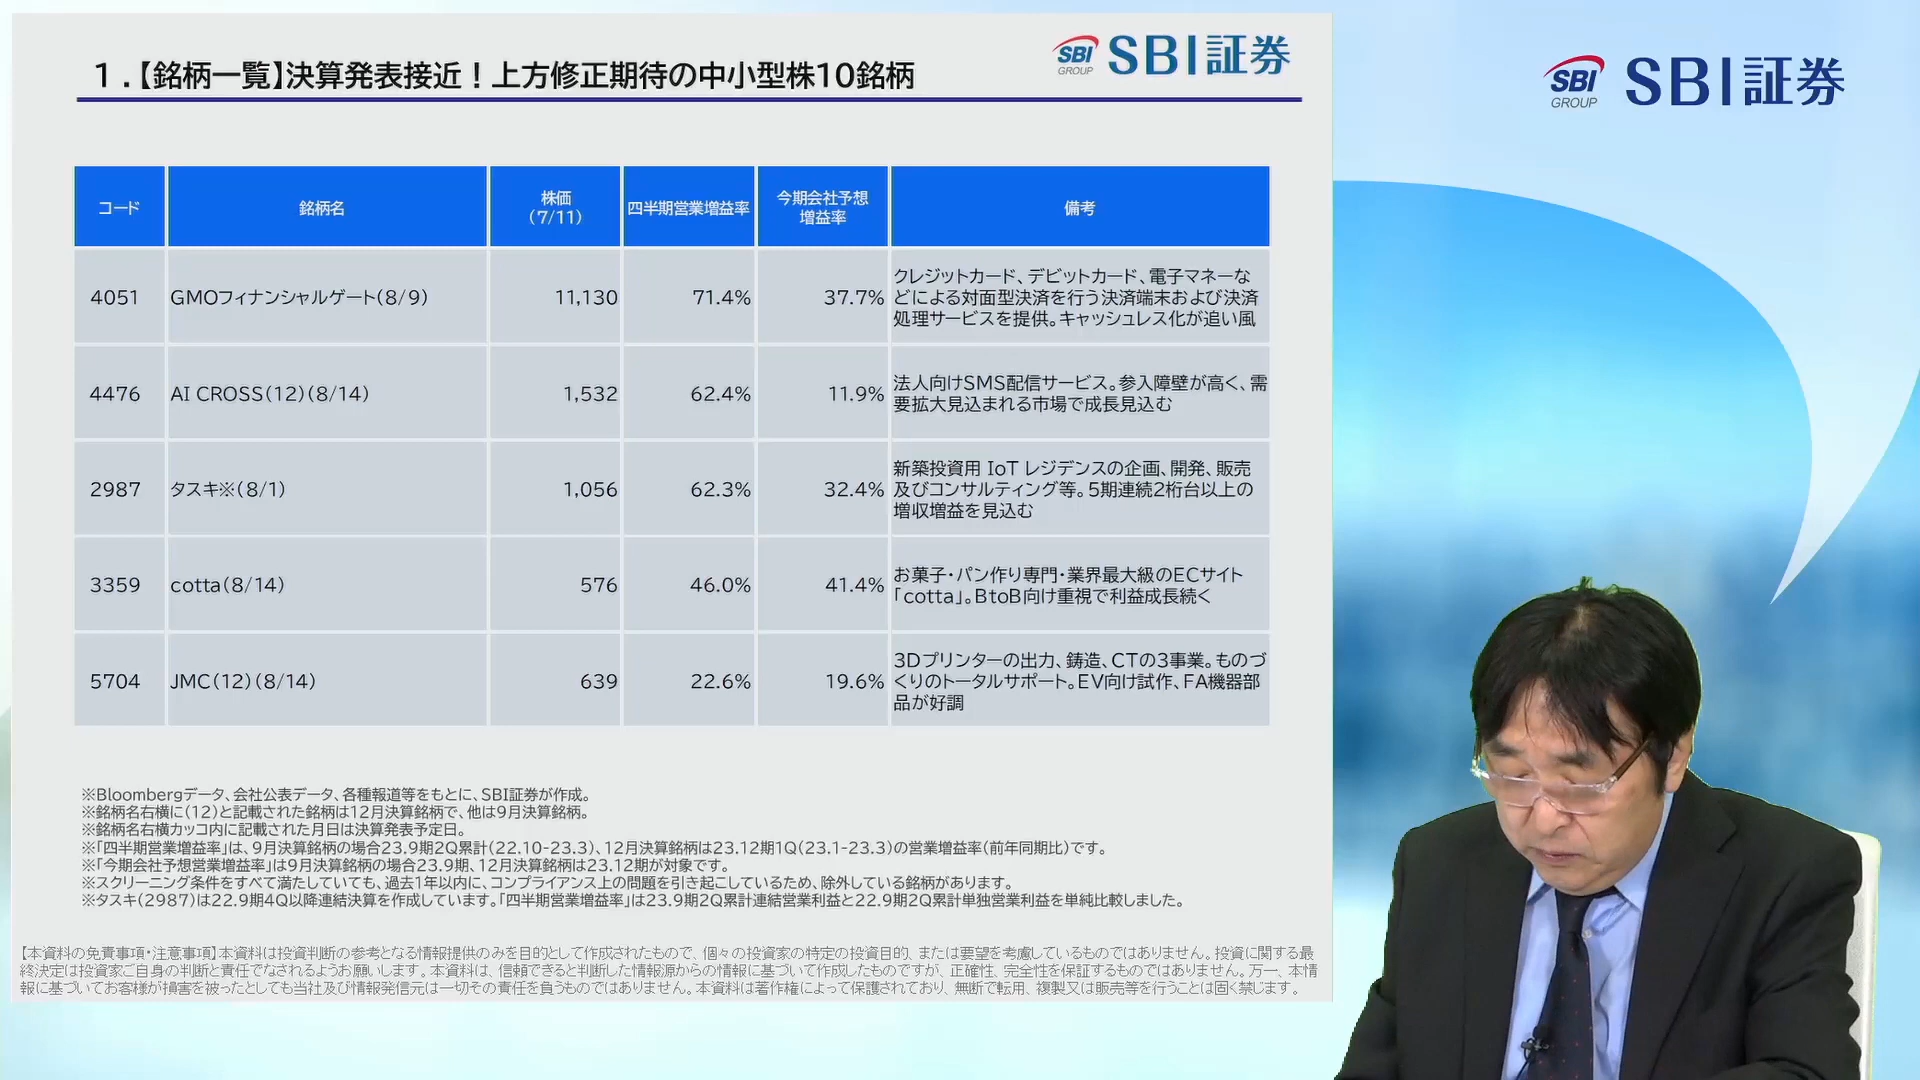 1.【銘柄一覧】決算発表接近！上方修正期待の中小型株10銘柄
SBI GROUP SBI証券
SBI GROUP SBI証券
コード 銘柄名 株価（7/11） 四半期営業増益率 今期会社予想増益率 備考
4051 GMOフィナンシャルゲート（8/9） 11,130 71.4% 37.7%
クレジットカード、デビットカード、電子マネーな
どによる対面型決済を行う決済端末および決済
処理サービスを提供。キャッシュレス化が追い風
4476 AI CROSS（12）（8/14） 1,532 62.4% 11.9%
法人向けSMS配信サービス。参入障壁が高く、需
要拡大見込まれる市場で成長見込む
2987 タスキ※（8/1） 1,056 62.3% 32.4%
新築投資用 IoT レジデンスの企画、開発、販売
及びコンサルティング等。5期連続2桁台以上の
増収増益を見込む
3359 cotta（8/14） 576 46.0% 41.4%
お菓子・パン作り専門・業界最大級のECサイト
「cotta」。BtoB向け重視で利益成長続く
5704 JMC（12）（8/14） 639 22.6% 19.6%
3Dプリンターの出力、鋳造、CTの3事業。ものづ
くりのトータルサポート。EV向け試作、FA機器部
品が好調
※Bloombergデータ、会社公表データ、各種報道等をもとに、SBI証券が作成。
※銘柄名右横に（12）と記載された銘柄は12月決算銘柄で、他は9月決算銘柄。
※銘柄名右横カッコ内に記載された月日は決算発表予定日。
※「四半期営業増益率」は、9月決算銘柄の場合23.9期2Q累計（22.10-23.3）、12月決算銘柄は23.12期1Q（23.1-23.3）の営業増益率（前年同期比）です。
※「今期会社予想営業増益率」は9月決算銘柄の場合23.9期、12月決算銘柄は23.12期が対象です。
※スクリーニング条件をすべて満たしていても、過去1年以内に、コンプライアンス上の問題を引き起こしているため、除外している銘柄があります。
※タスキ（2987）は22.9期4Q以降連結決算を作成しています。「四半期営業増益率」は23.9期2Q累計連結営業利益と22.9期2Q累計単独営業利益を単純比較しました。
【本資料の免責事項・注意事項】本資料は投資判断の参考となる情報提供のみを目的として作成されたもので、個々の投資家の特定の投資目的、または要望を考慮しているものではありません。投資に関する最
終決定は投資家ご自身の判断と責任でなされるようお願いします。本資料は、信頼できると判断した情報源からの情報に基づいて作成したものですが、正確性、完全性を保証するものではありません。万一、本情
報に基づいてお客様が損害を被ったとしても当社及び情報発信元は一切その責任を負うものではありません。本資料は著作権によって保護されており、無断で転用、複製又は販売等を行うことは固く禁じます。